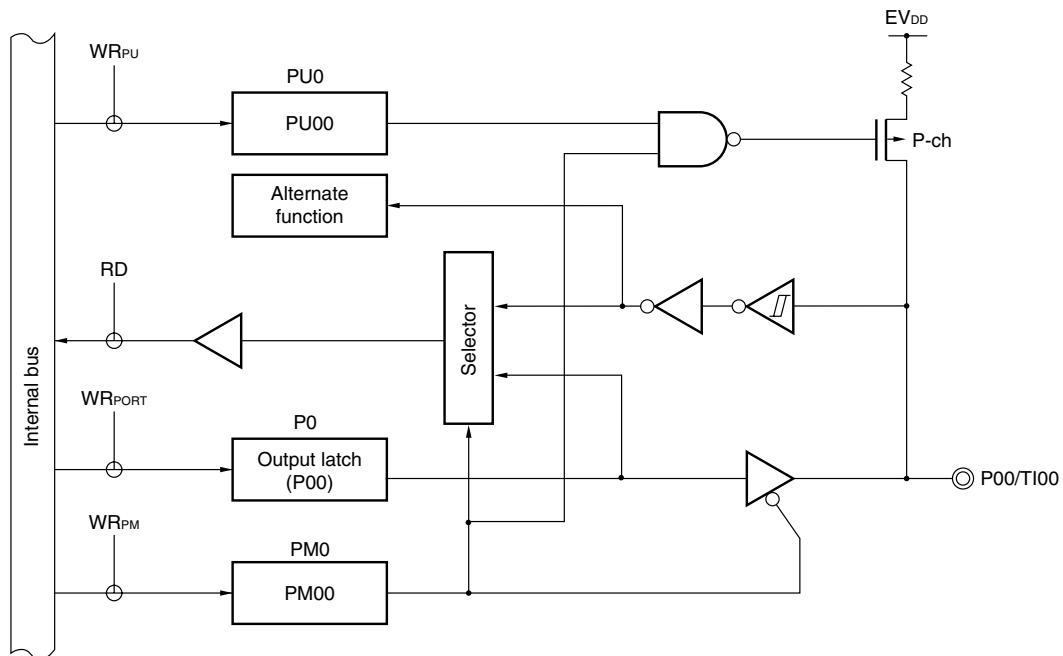 EVDD
WRPU
PU0
PU00
P-ch
Alternate
function
RD
Selector
Internal bus
WRPORT
P0
Output latch
(P00)
P00/TI00
WRPM
PM0
PM00